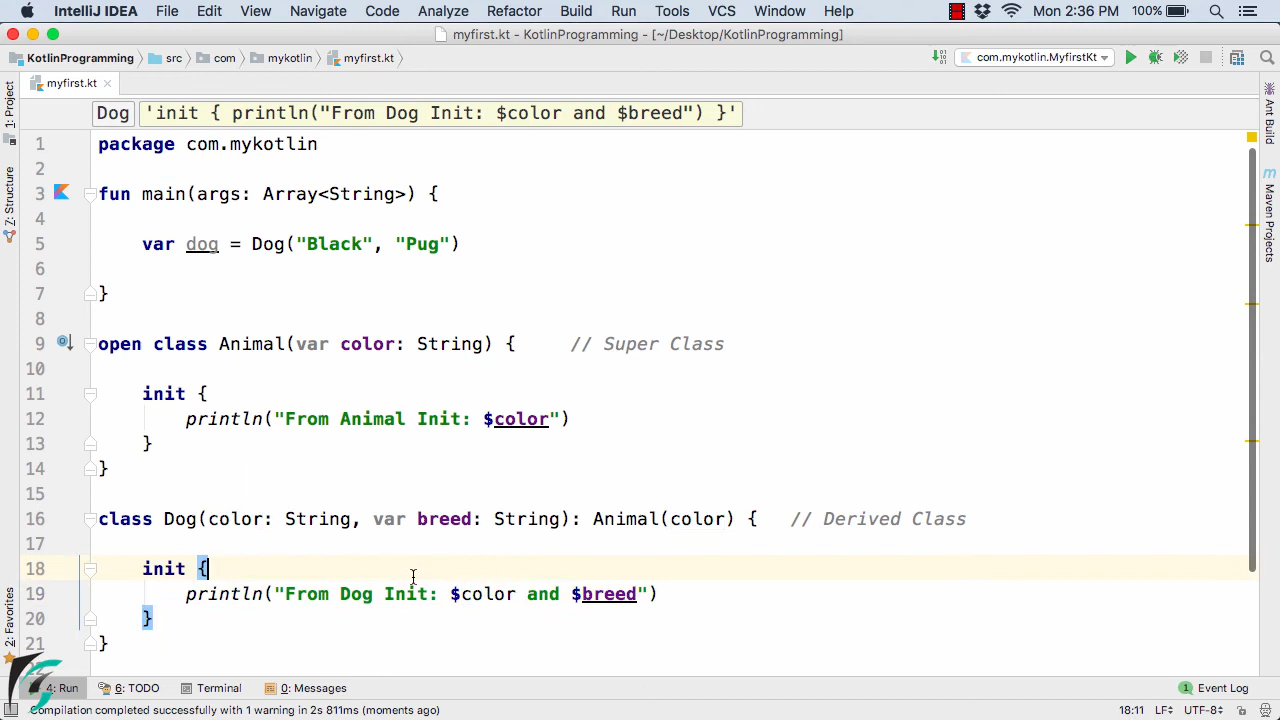 IntelliJ IDEA File Edit View Navigate Code Analyze Refactor Build Run Tools VCS Window Help Mon 2:36 PM 100%
myfirst.kt - KotlinProgramming - [~/Desktop/KotlinProgramming]
KotlinProgramming src com mykotlin myfirst.kt com.mykotlin.MyfirstKt
myfirst.kt
Dog 'init { println("From Dog Init: $color and $breed") }'
1 package com.mykotlin
2
3 fun main(args: Array<String>) {
4
5 var dog = Dog("Black", "Pug")
6
7 }
8
9 open class Animal(var color: String) { // Super Class
10
11 init {
12 println("From Animal Init: $color")
13 }
14 }
15
16 class Dog(color: String, var breed: String): Animal(color) { // Derived Class
17
18 init {
19 println("From Dog Init: $color and $breed")
20 }
21 }
1: Project
7: Structure
2: Favorites
Ant Build
m
Maven Projects
4: Run 6: TODO Terminal 0: Messages 1 Event Log
Compilation completed successfully with 1 warning in 2s 811ms (moments ago) 18:11 LF UTF-8